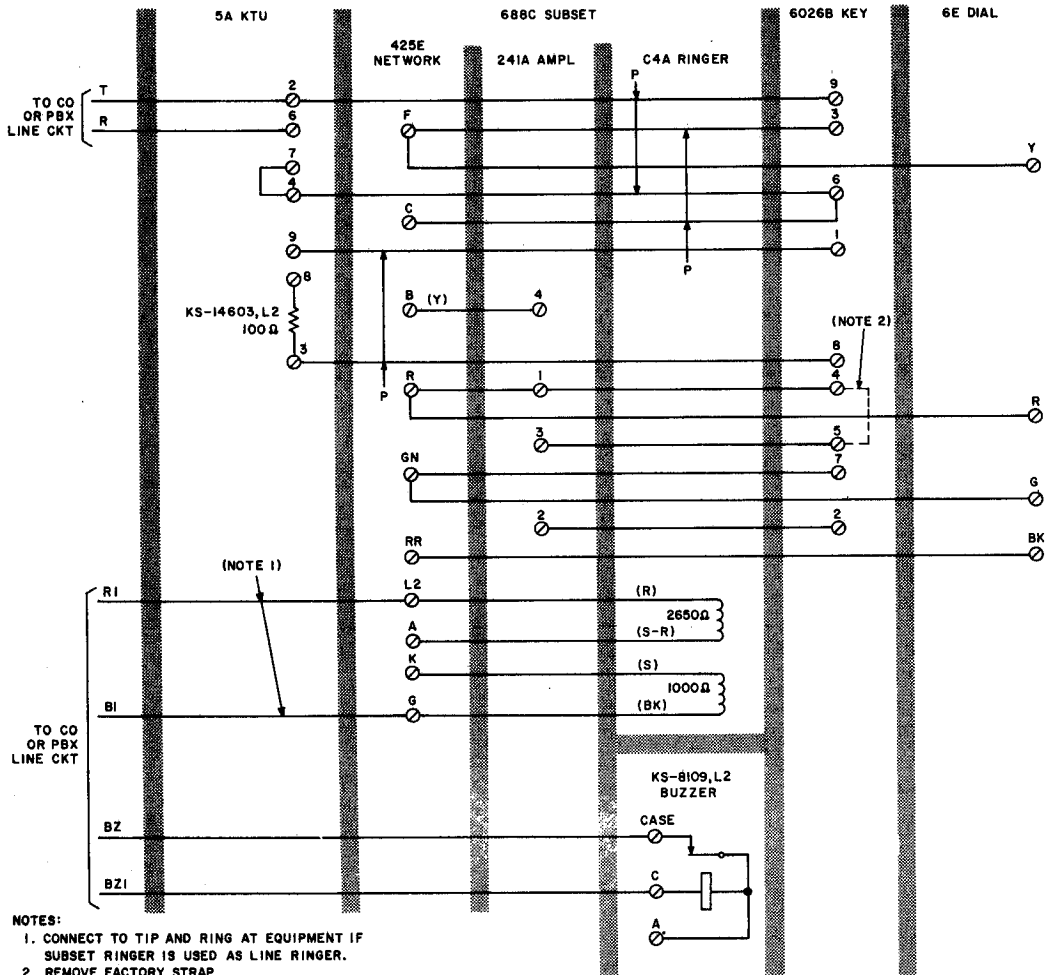 5A KTU
688C SUBSET
6026B KEY
6E DIAL
425E
NETWORK
241A AMPL
C4A RINGER
TO CO
OR PBX
LINE CKT
T
R
2
6
7
4
9
8
KS-14603, L2
100Ω
3
F
C
B
(Y)
4
P
P
P
9
3
Y
6
1
(NOTE 2)
8
R
1
4
R
3
5
GN
7
G
2
2
RR
BK
(NOTE 1)
R1
L2
(R)
2650Ω
A
(S-R)
K
(S)
1000Ω
B1
G
(BK)
TO CO
OR PBX
LINE CKT
KS-8109, L2
BUZZER
BZ
CASE
BZ1
C
A
NOTES:
1. CONNECT TO TIP AND RING AT EQUIPMENT IF
SUBSET RINGER IS USED AS LINE RINGER.
2. REMOVE FACTORY STRAP